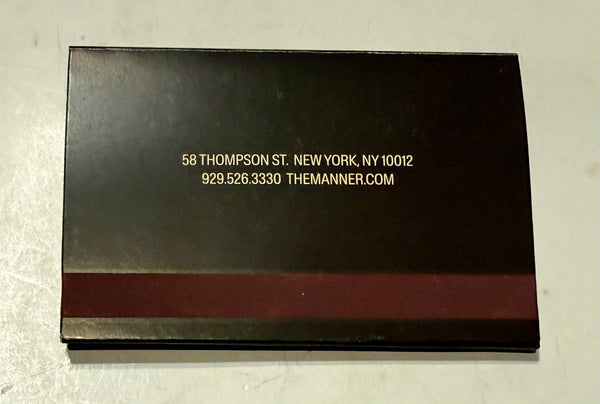 58 THOMPSON ST. NEW YORK, NY 10012
929.526.3330 THEMANNER.COM